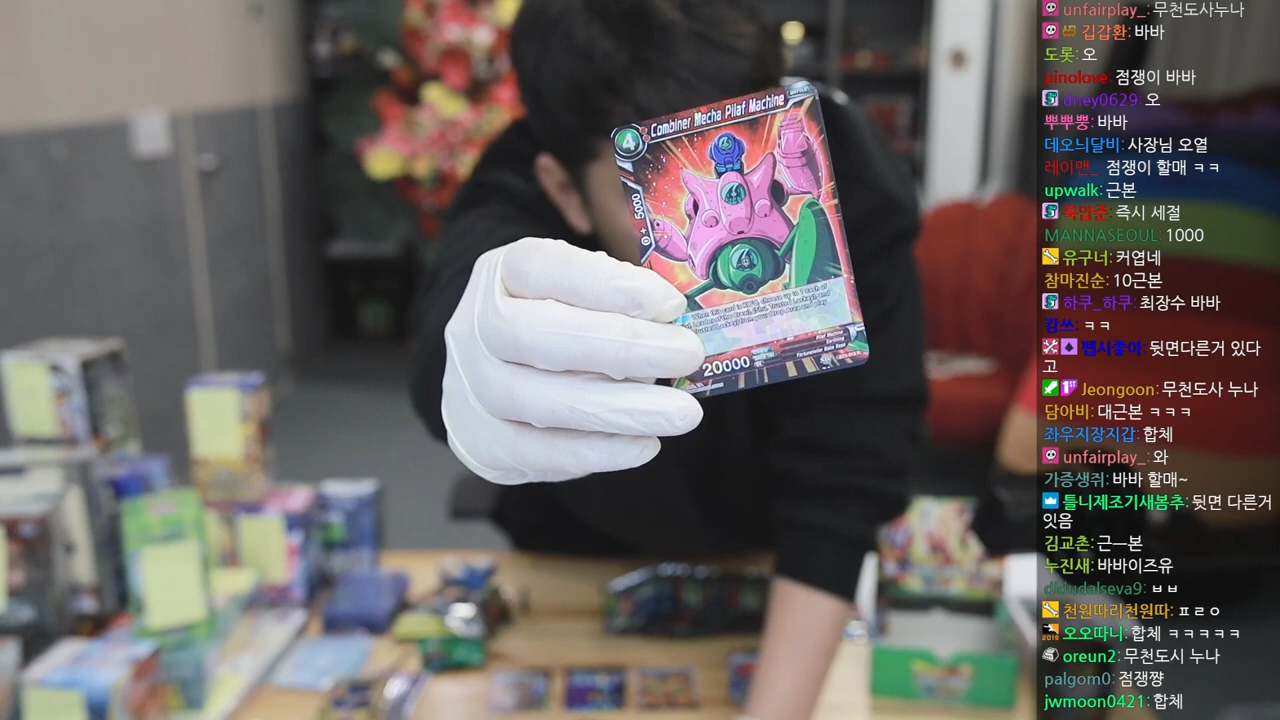 Combiner Mecha Pilaf Machine
4
5000
20000
unfairplay_: 무천도사누나
김갑환: 바바
도롯: 오
pinolove: 점쟁이 바바
dney0629: 오
뿌뿌뿡: 바바
데오늬달비: 사장님 오열
레이맨_ 점쟁이 할매 ㅋㅋ
upwalk: 근본
즉시 세절
MANNASEOUL: 1000
유구너: 커엽네
참마진순: 10근본
하쿠_하쿠: 최장수 바바
캉쓰: ㅋㅋ
펩시좋아: 뒷면다른거 있다
고
1ST Jeongoon: 무천도사 누나
담아비: 대근본 ㅋㅋㅋ
좌우지장지갑: 합체
unfairplay_: 와
가증생쥐: 바바 할매~
틀니제조기새봄추: 뒷면 다른거
잇음
김교촌: 근ㅡ본
누진새: 바바이즈유
dldudalseva9: ㅂㅂ
천원따리천원따: ㅍㄹㅇ
2019 오오따니: 합체 ㅋㅋㅋㅋㅋ
oreun2: 무천도시 누나
palgom0: 점쟝
jwmoon0421: 합체